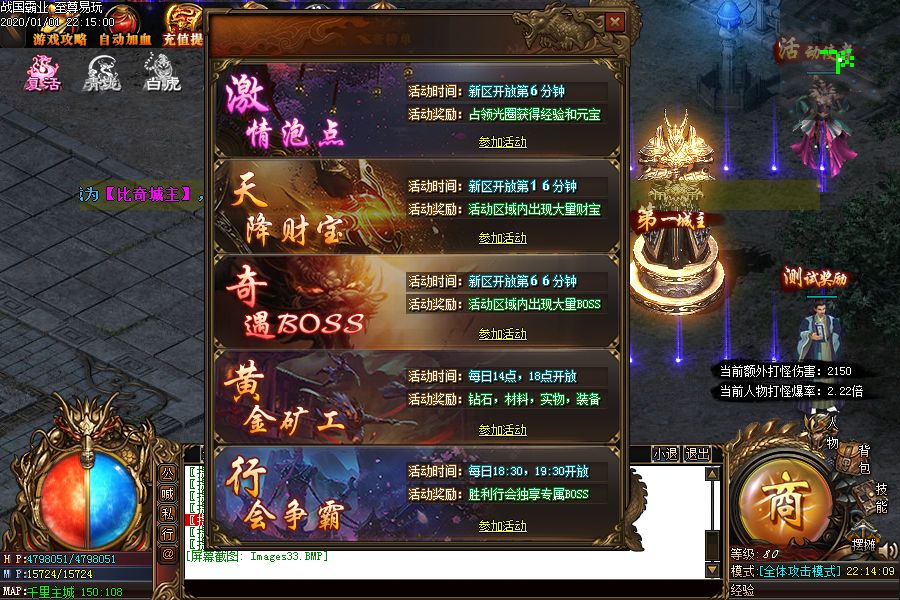 战国霸业 至尊易玩
2020/01/01 22:15:00
游戏攻略 自动加血 充值提
复活 白虎
为【比奇城主】，
激情泡点
活动时间：新区开放第6分钟
活动奖励：占领光圈获得经验和元宝
参加活动
天降财宝
活动时间：新区开放第16分钟
活动奖励：活动区域内出现大量财宝
参加活动
奇遇BOSS
活动时间：新区开放第66分钟
活动奖励：活动区域内出现大量BOSS
参加活动
黄金矿工
活动时间：每日14点，18点开放
活动奖励：钻石，材料，实物，装备
参加活动
行会争霸
活动时间：每日18:30，19:30开放
活动奖励：胜利行会独享专属BOSS
参加活动
第一城主
测试奖励
当前额外打怪伤害：2150
当前人物打怪爆率：2.22倍
人物
背包
技能
摆摊
商
小退 退出
公
喊
私
行
@
[屏幕截图: Images33.BMP]
HP:4798051/4798051
MP:15724/15724
MAP:千里主城 150:108
等级: 80
模式:[全体攻击模式] 22:14:09
经验